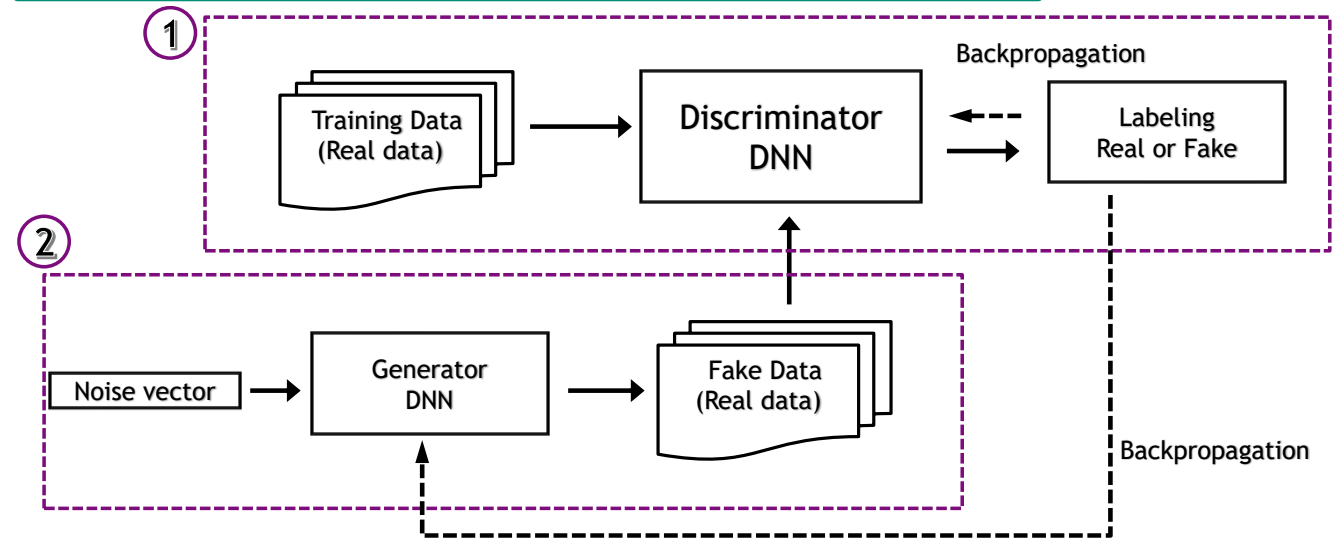 1
Backpropagation
Training Data
(Real data)
Discriminator
DNN
Labeling
Real or Fake
2
Noise vector
Generator
DNN
Fake Data
(Real data)
Backpropagation